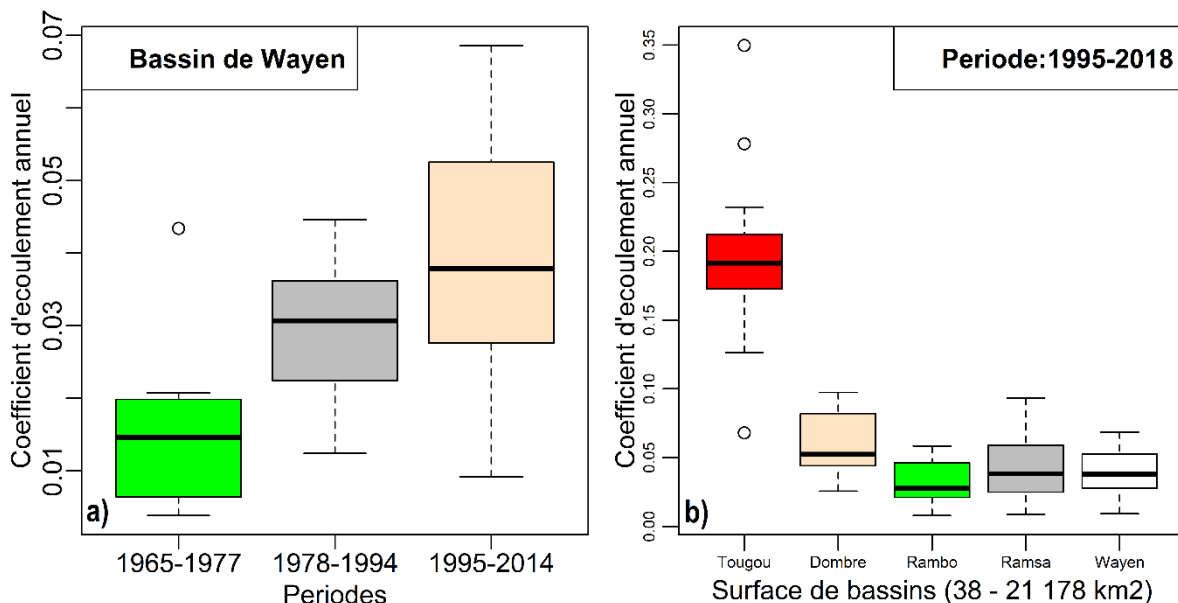 Bassin de Wayen
Coefficient d'ecoulement annuel
0.07
0.05
0.03
0.01
a)
1965-1977 1978-1994 1995-2014
Periodes
Periode:1995-2018
Coefficient d'ecoulement annuel
0.35
0.30
0.25
0.20
0.15
0.10
0.05
0.00
b)
Tougou Dombre Rambo Ramsa Wayen
Surface de bassins (38 - 21 178 km2)